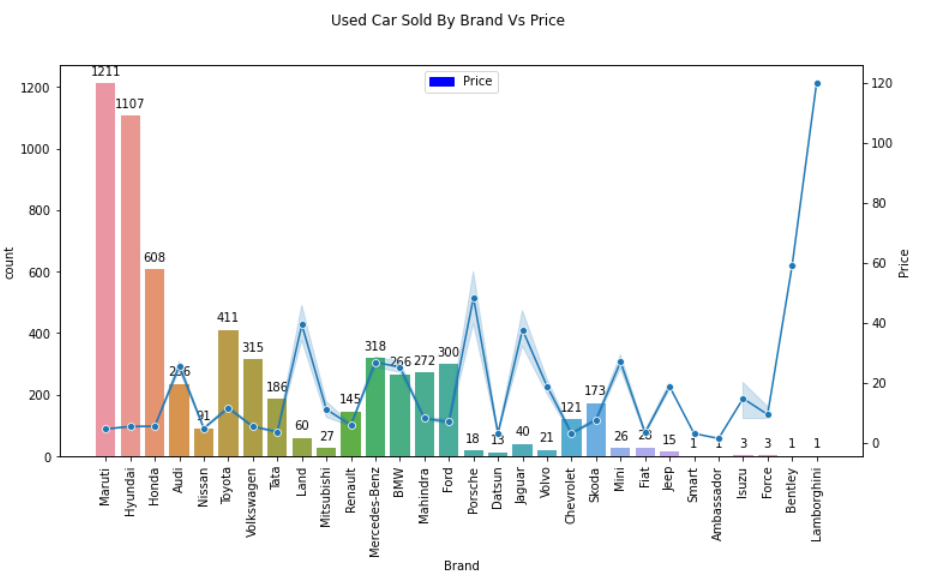 Used Car Sold By Brand Vs Price
Price
1200
1000
800
600
400
200
0
count
120
100
80
60
40
20
0
Price
1211
1107
608
236
91
411
315
186
60
27
145
318
266
272
300
18
13
40
21
121
173
26
15
1
1
3
3
1
1
Maruti
Hyundai
Honda
Audi
Nissan
Toyota
Volkswagen
Tata
Land
Mitsubishi
Renault
Mercedes-Benz
BMW
Mahindra
Ford
Porsche
Datsun
Jaguar
Volvo
Chevrolet
Skoda
Mini
Fiat
Jeep
Smart
Ambassador
Isuzu
Force
Bentley
Lamborghini
Brand